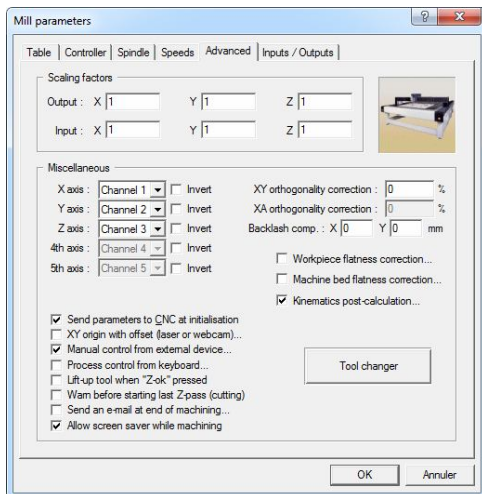 Mill parameters
Table Controller Spindle Speeds Advanced Inputs / Outputs
Scaling factors
Output : X 1 Y 1 Z 1
Input : X 1 Y 1 Z 1
Miscellaneous
X axis : Channel 1 Invert XY orthogonality correction : 0 %
Y axis : Channel 2 Invert XA orthogonality correction : 0 %
Z axis : Channel 3 Invert Backlash comp. : X 0 Y 0 mm
4th axis : Channel 4 Invert
5th axis : Channel 5 Invert
Workpiece flatness correction...
Machine bed flatness correction...
Kinematics post-calculation...
Send parameters to CNC at initialisation
XY origin with offset (laser or webcam)...
Manual control from external device...
Process control from keyboard...
Lift-up tool when "Z-ok" pressed
Warn before starting last Z-pass (cutting)
Send an e-mail at end of machining...
Allow screen saver while machining
Tool changer
OK Annuler